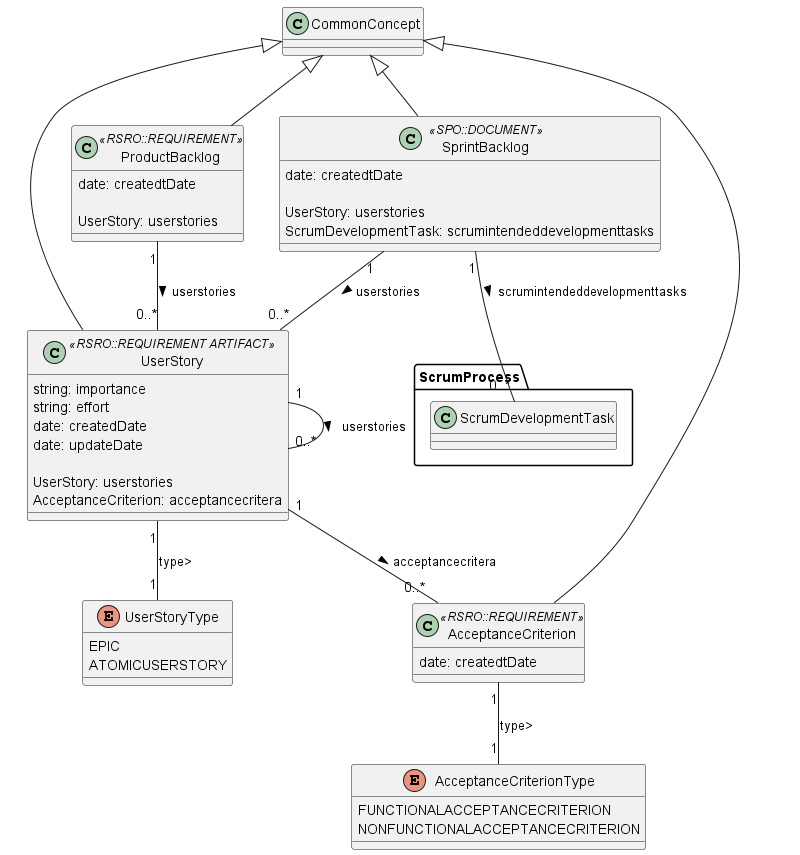 C CommonConcept
C «RSRO::REQUIREMENT»
ProductBacklog
date: createdtDate
UserStory: userstories
C «SPO::DOCUMENT»
SprintBacklog
date: createdtDate
UserStory: userstories
ScrumDevelopmentTask: scrumintendeddevelopmenttasks
1
userstories
0..*
1
userstories
0..*
1
scrumintendeddevelopmenttasks
C «RSRO::REQUIREMENT ARTIFACT»
UserStory
string: importance
string: effort
date: createdDate
date: updateDate
UserStory: userstories
AcceptanceCriterion: acceptancecritera
1
userstories
0..*
ScrumProcess
C ScrumDevelopmentTask
1
type>
1
1
acceptancecritera
0..*
E UserStoryType
EPIC
ATOMICUSERSTORY
C «RSRO::REQUIREMENT»
AcceptanceCriterion
date: createdtDate
1
type>
1
E AcceptanceCriterionType
FUNCTIONALACCEPTANCECRITERION
NONFUNCTIONALACCEPTANCECRITERION